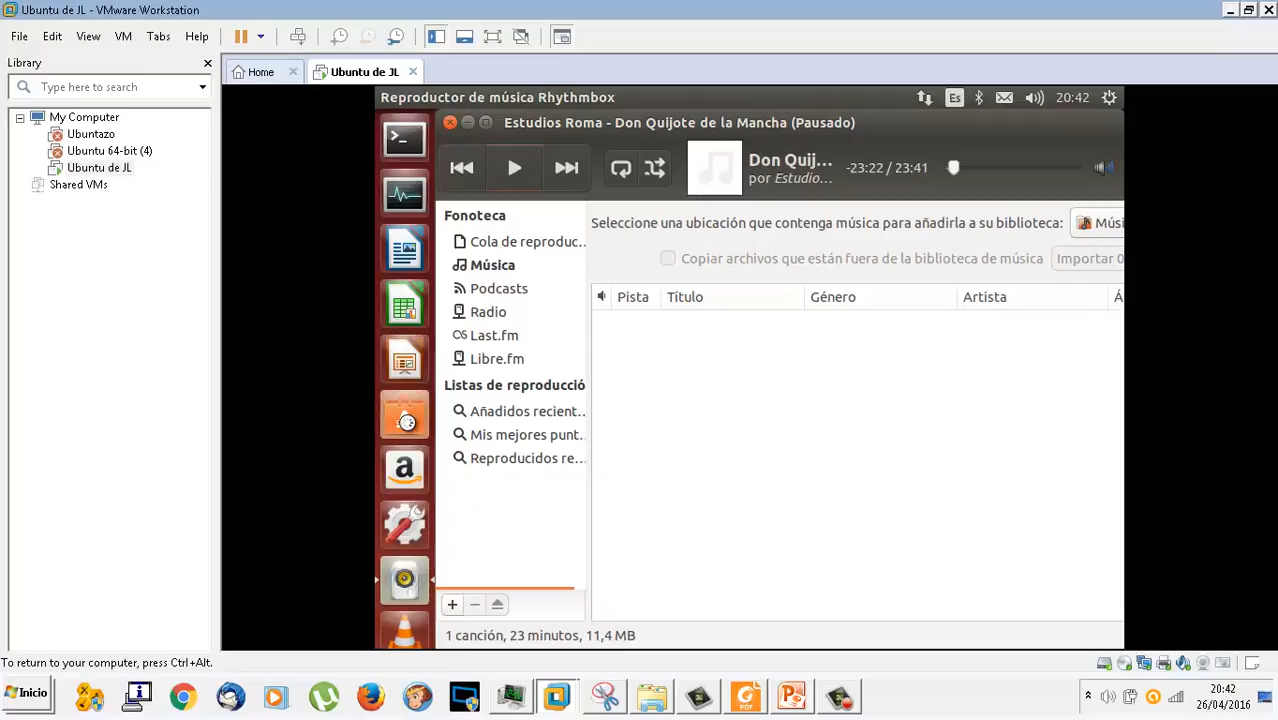 Ubuntu de JL - VMware Workstation
File Edit View VM Tabs Help
Library
Type here to search
My Computer
Ubuntazo
Ubuntu 64-bit (4)
Ubuntu de JL
Shared VMs
Home
Ubuntu de JL
Reproductor de música Rhythmbox
Es
20:42
Estudios Roma - Don Quijote de la Mancha (Pausado)
Don Quij...
por Estudio...
-23:22 / 23:41
Fonoteca
Cola de reproduc...
Música
Podcasts
Radio
Last.fm
Libre.fm
Listas de reproducció
Añadidos recient...
Mis mejores punt...
Reproducidos re...
Seleccione una ubicación que contenga música para añadirla a su biblioteca:
Músi
Copiar archivos que están fuera de la biblioteca de música
Importar 0
Pista Título Género Artista Á
1 canción, 23 minutos, 11,4 MB
To return to your computer, press Ctrl+Alt.
Inicio
PDF
20:42
26/04/2016